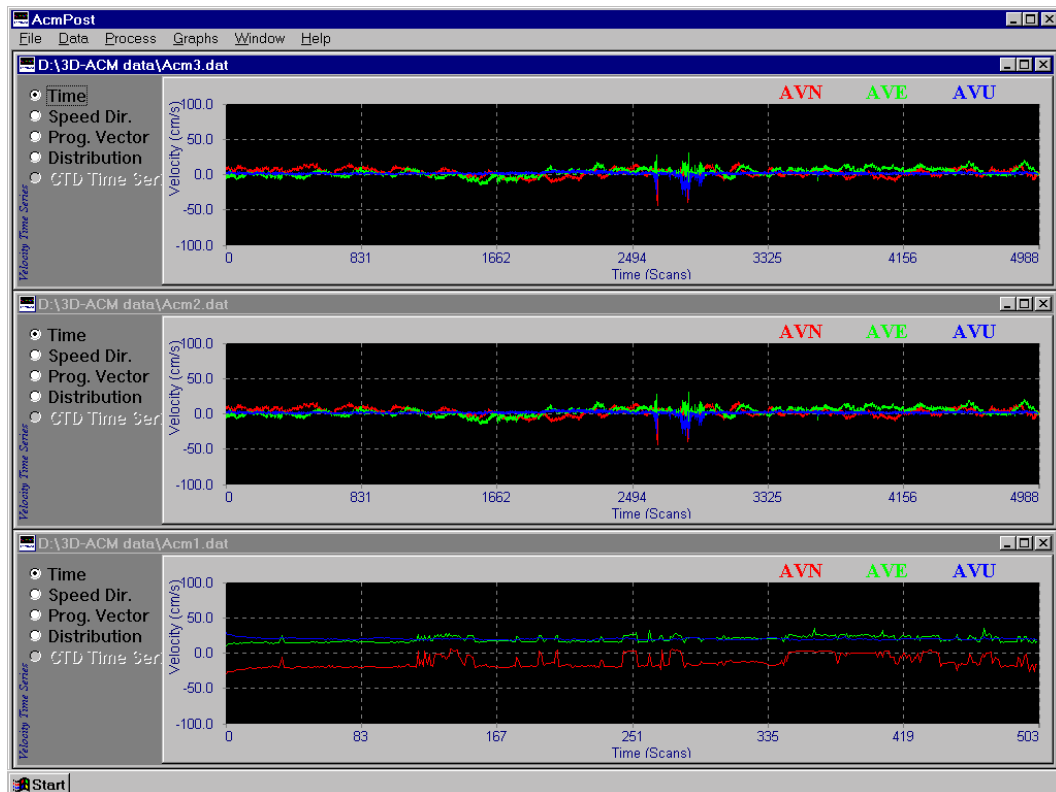 AcmPost
File Data Process Graphs Window Help
D:\3D-ACM data\Acm3.dat
Time
Speed Dir.
Prog. Vector
Distribution
CTD Time Seri
Velocity Time Series
AVN AVE AVU
Velocity (cm/s)
100.0
50.0
0.0
-50.0
-100.0
0 831 1662 2494 3325 4156 4988
Time (Scans)
D:\3D-ACM data\Acm2.dat
Time
Speed Dir.
Prog. Vector
Distribution
CTD Time Seri
Velocity Time Series
AVN AVE AVU
Velocity (cm/s)
100.0
50.0
0.0
-50.0
-100.0
0 831 1662 2494 3325 4156 4988
Time (Scans)
D:\3D-ACM data\Acm1.dat
Time
Speed Dir.
Prog. Vector
Distribution
CTD Time Seri
Velocity Time Series
AVN AVE AVU
Velocity (cm/s)
100.0
50.0
0.0
-50.0
-100.0
0 83 167 251 335 419 503
Time (Scans)
Start